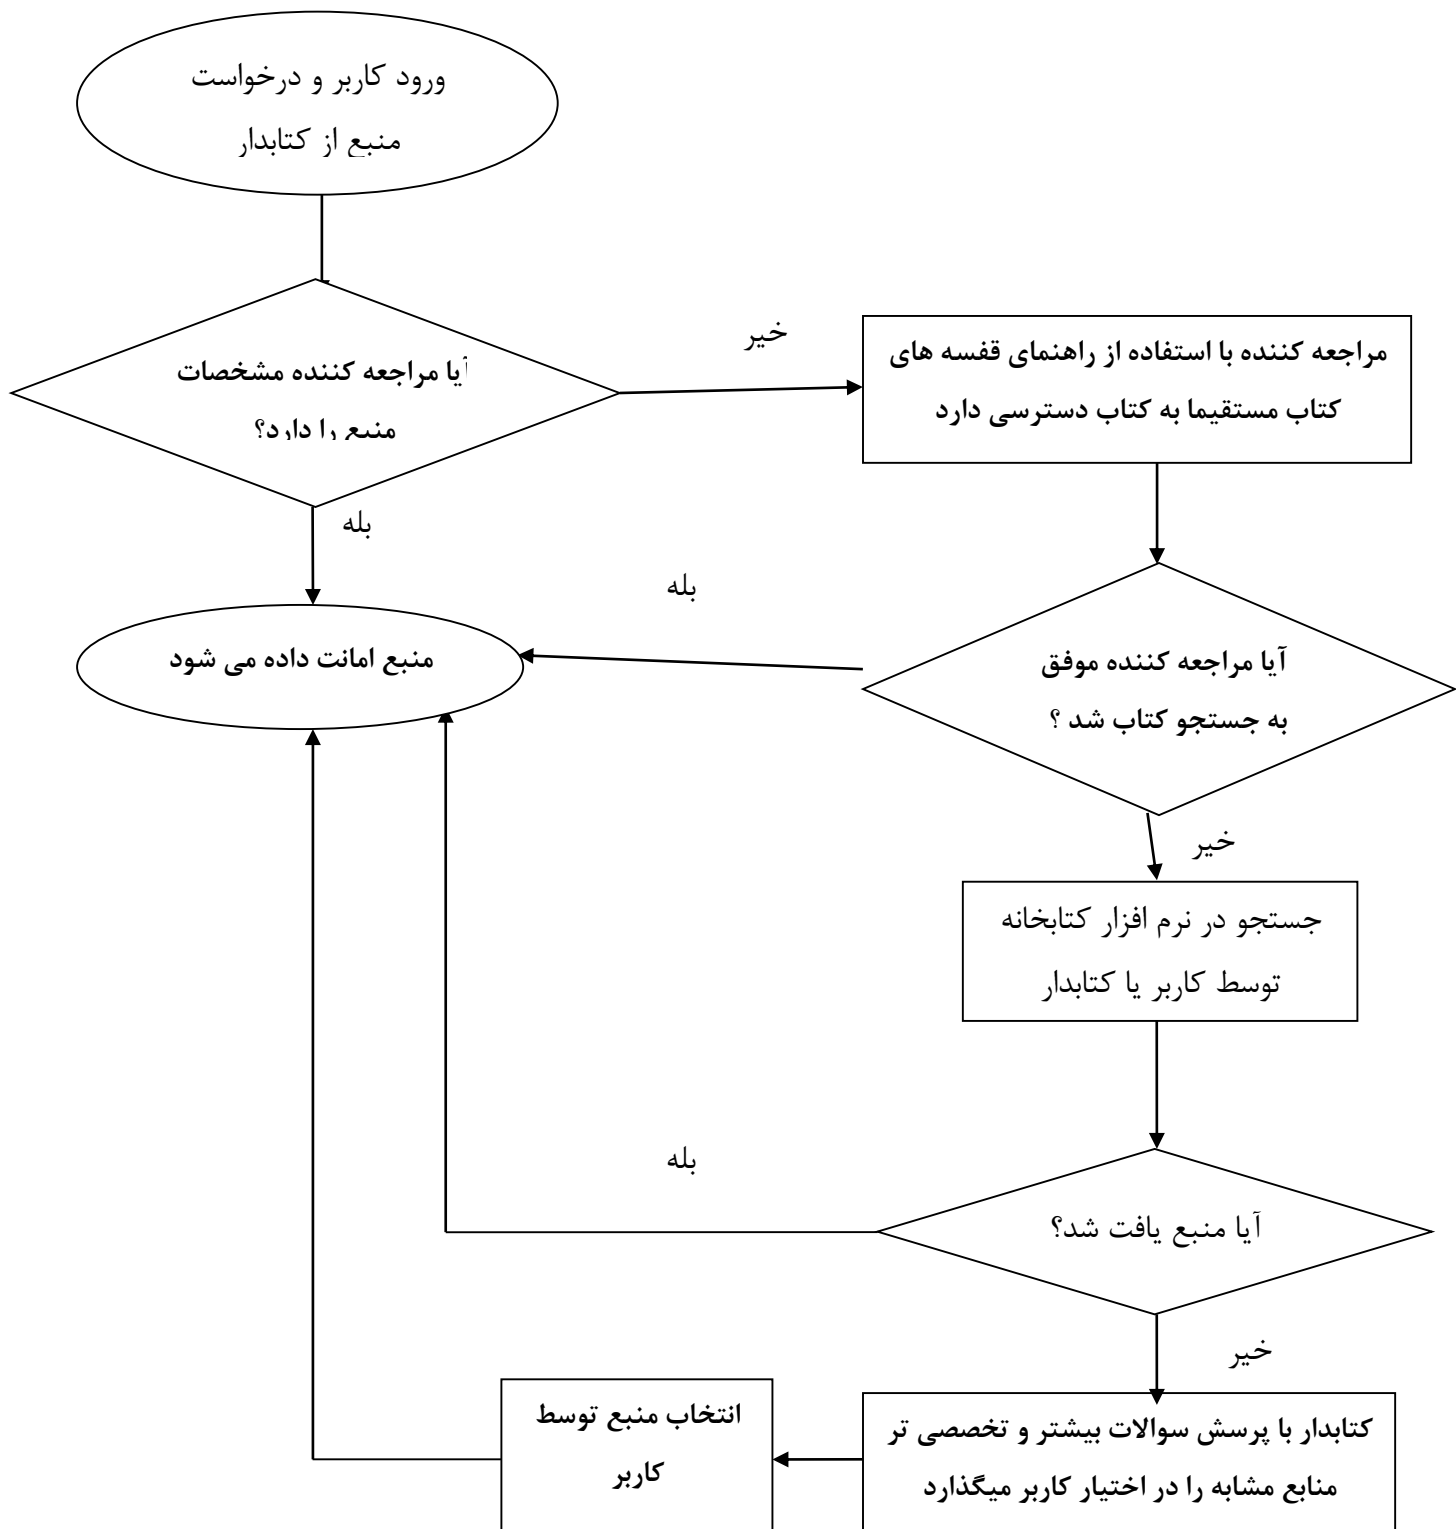 ورود کاربر و درخواست
منبع از کتابدار
آیا مراجعه کننده مشخصات
منبع را دارد؟
خیر
مراجعه کننده با استفاده از راهنمای قفسه های
کتاب مستقیما به کتاب دسترسی دارد
بله
بله
منبع امانت داده می شود
آیا مراجعه کننده موفق
به جستجو کتاب شد ؟
خیر
جستجو در نرم افزار کتابخانه
توسط کاربر یا کتابدار
بله
آیا منبع یافت شد؟
خیر
کتابدار با پرسش سوالات بیشتر و تخصصی تر
منابع مشابه را در اختیار کاربر میگذارد
انتخاب منبع توسط
کاربر